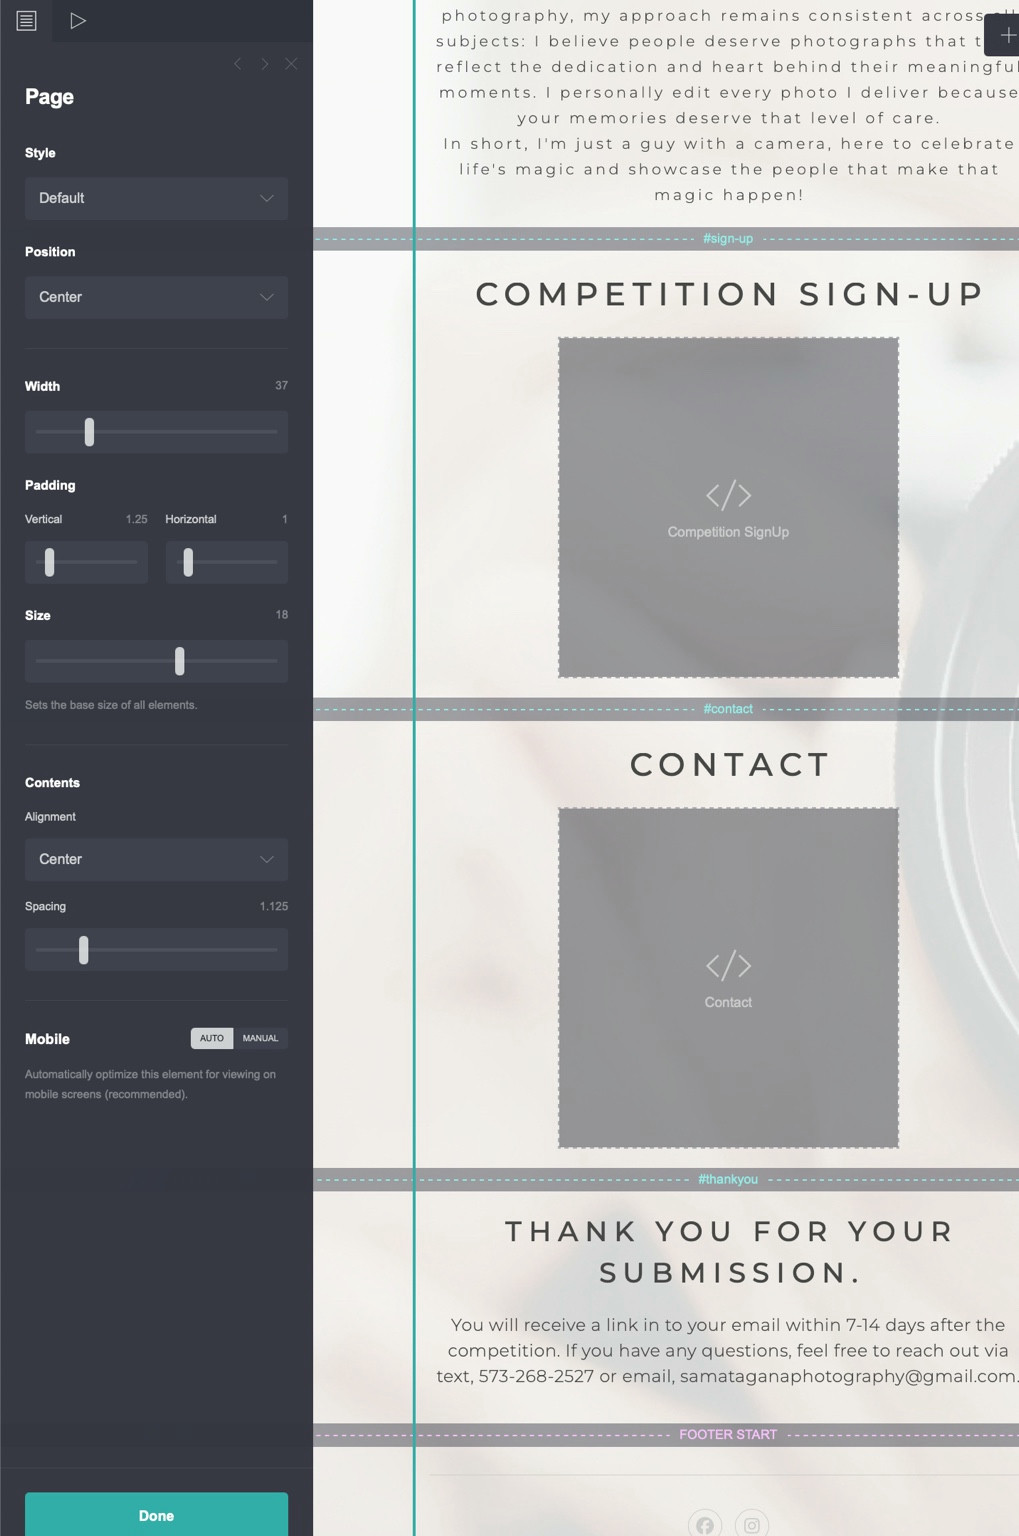 photography, my approach remains consistent across all
subjects: I believe people deserve photographs that
reflect the dedication and heart behind their meaningful
moments. I personally edit every photo I deliver because
your memories deserve that level of care.
In short, I'm just a guy with a camera, here to celebrate
life's magic and showcase the people that make that
magic happen!
Page
Style
Default
Position
Center
Width 37
Padding
Vertical 1.25 Horizontal 1
Size 18
Sets the base size of all elements.
Contents
Alignment
Center
Spacing 1.125
Mobile AUTO MANUAL
Automatically optimize this element for viewing on
mobile screens (recommended).
Done
#sign-up
COMPETITION SIGN-UP
</>
Competition SignUp
#contact
CONTACT
</>
Contact
#thankyou
THANK YOU FOR YOUR
SUBMISSION.
You will receive a link in to your email within 7-14 days after the
competition. If you have any questions, feel free to reach out via
text, 573-268-2527 or email, samataganaphotography@gmail.com.
FOOTER START